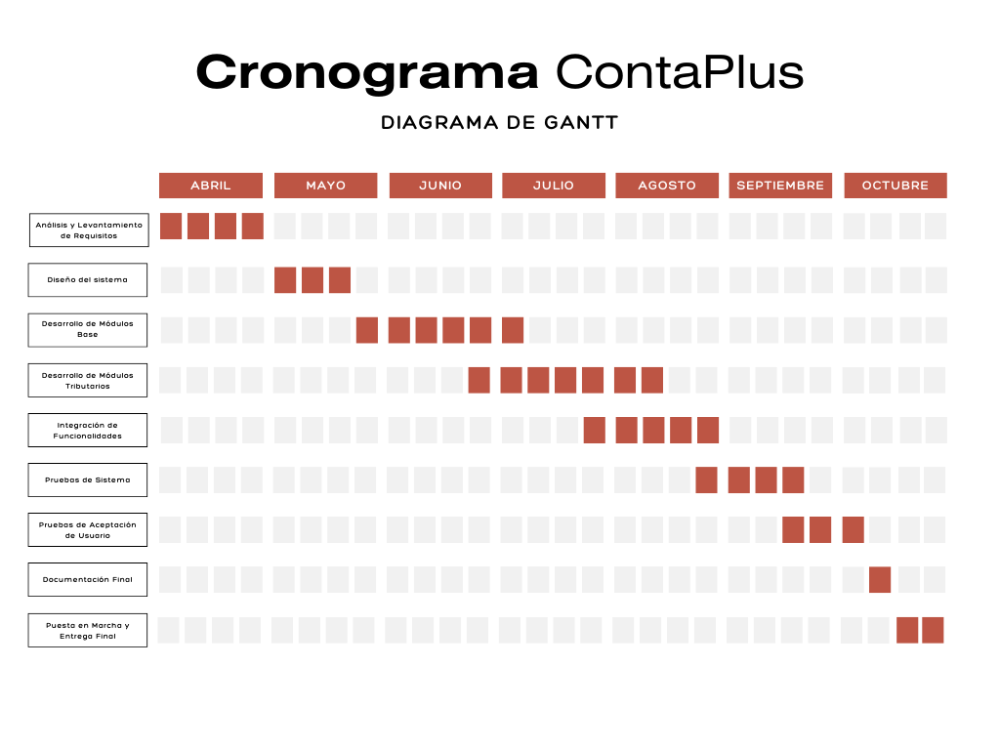 Cronograma ContaPlus
DIAGRAMA DE GANTT
ABRIL MAYO JUNIO JULIO AGOSTO SEPTIEMBRE OCTUBRE
Análisis y Levantamiento
de Requisitos
Diseño del sistema
Desarrollo de Módulos
Base
Desarrollo de Módulos
Tributarios
Integración de
Funcionalidades
Pruebas de Sistema
Pruebas de Aceptación
de Usuario
Documentación Final
Puesta en Marcha y
Entrega Final